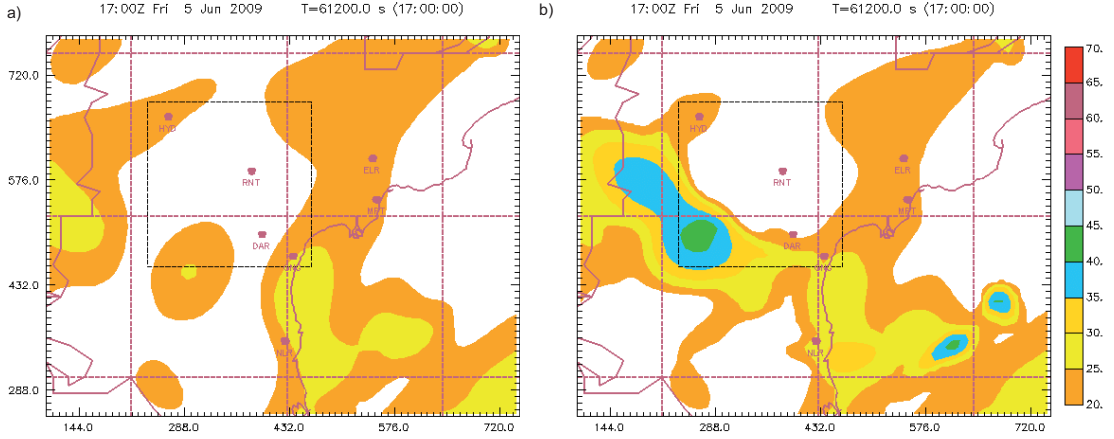 a)
17:00Z Fri 5 Jun 2009 T=61200.0 s (17:00:00)
720.0
576.0
432.0
288.0
144.0 288.0 432.0 576.0 720.0
HYD
RNT
ELR
DAR
NLR
b)
17:00Z Fri 5 Jun 2009 T=61200.0 s (17:00:00)
144.0 288.0 432.0 576.0 720.0
HYD
RNT
ELR
DAR
NLR
70.
65.
60.
55.
50.
45.
40.
35.
30.
25.
20.